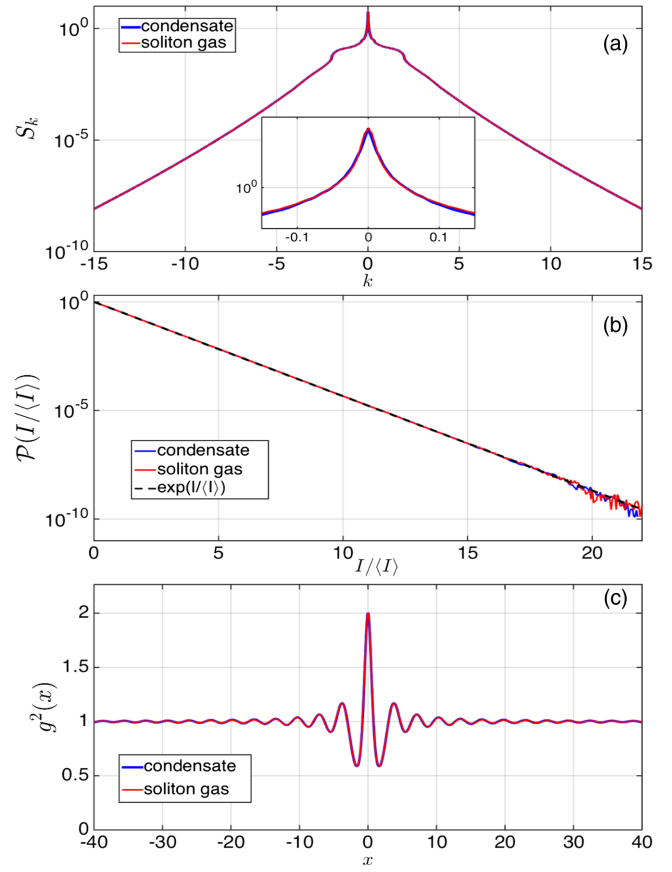 (a)
condensate
soliton gas
10^0
10^-5
10^-10
S_k
10^0
-0.1 0 0.1
-15 -10 -5 0 5 10 15
k
(b)
10^0
10^-5
10^-10
P(I/⟨I⟩)
condensate
soliton gas
exp(I/⟨I⟩)
0 5 10 15 20
I/⟨I⟩
(c)
2
1.5
1
0.5
0
g^2(x)
condensate
soliton gas
-40 -30 -20 -10 0 10 20 30 40
x